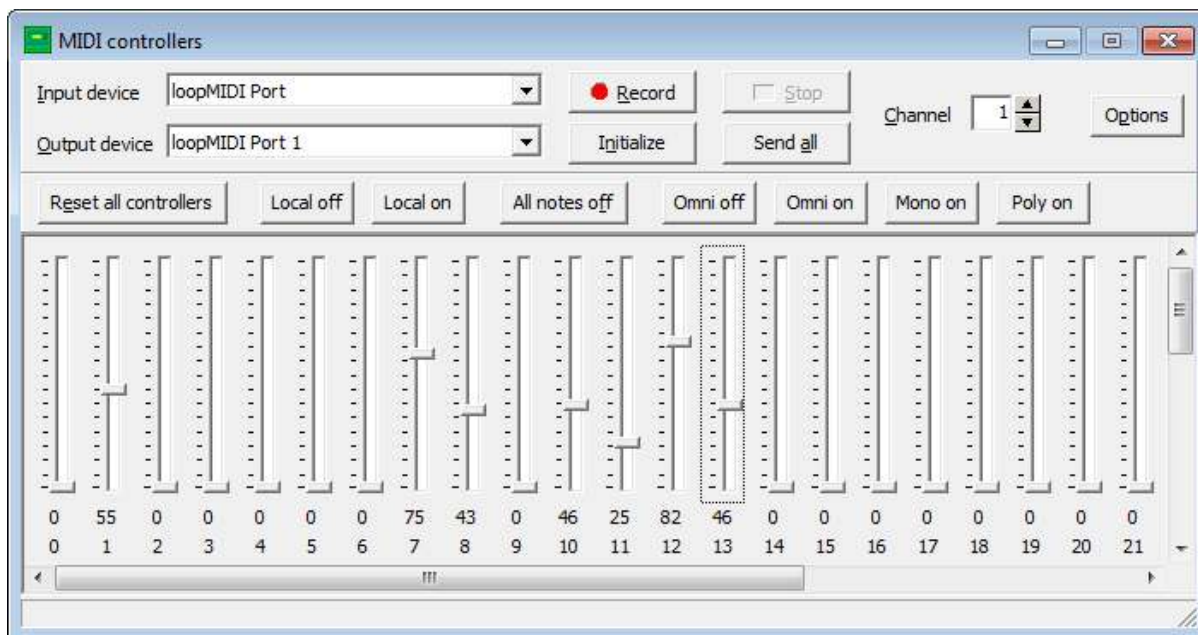 MIDI controllers
Input device loopMIDI Port Record Stop
Channel 1 Options
Output device loopMIDI Port 1 Initialize Send all
Reset all controllers Local off Local on All notes off Omni off Omni on Mono on Poly on
0 55 0 0 0 0 0 75 43 0 46 25 82 46 0 0 0 0 0 0 0 0
0 1 2 3 4 5 6 7 8 9 10 11 12 13 14 15 16 17 18 19 20 21